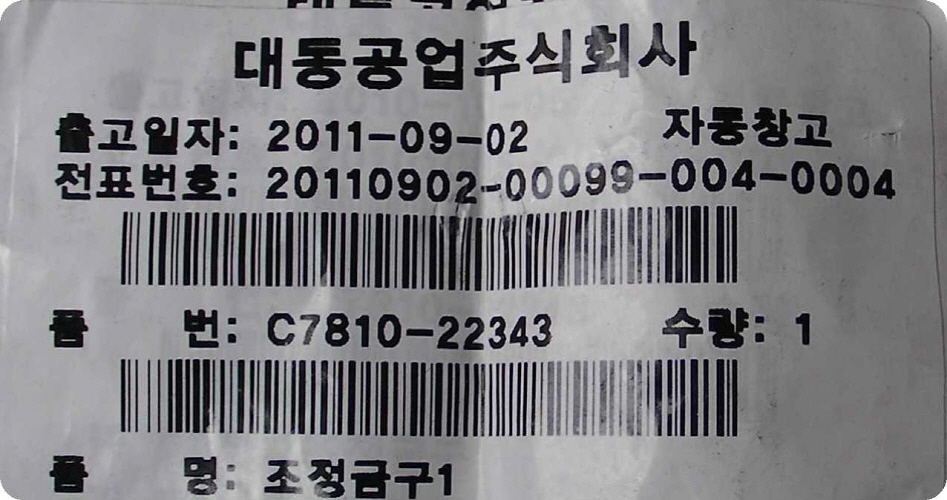 대동공업주식회사
출고일자: 2011-09-02 자동창고
전표번호: 20110902-00099-004-0004
품 번: C7810-22343 수량: 1
품 명: 조정금구1